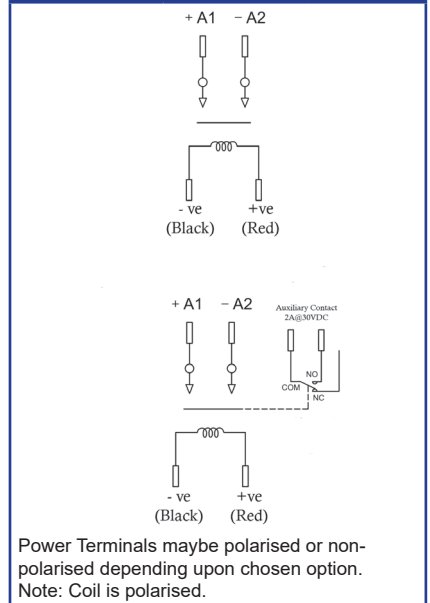 + A1 − A2
- ve +ve
(Black) (Red)
+ A1 − A2
Auxiliary Contact
2A@30VDC
NO
COM
NC
- ve +ve
(Black) (Red)
Power Terminals maybe polarised or non-
polarised depending upon chosen option.
Note: Coil is polarised.